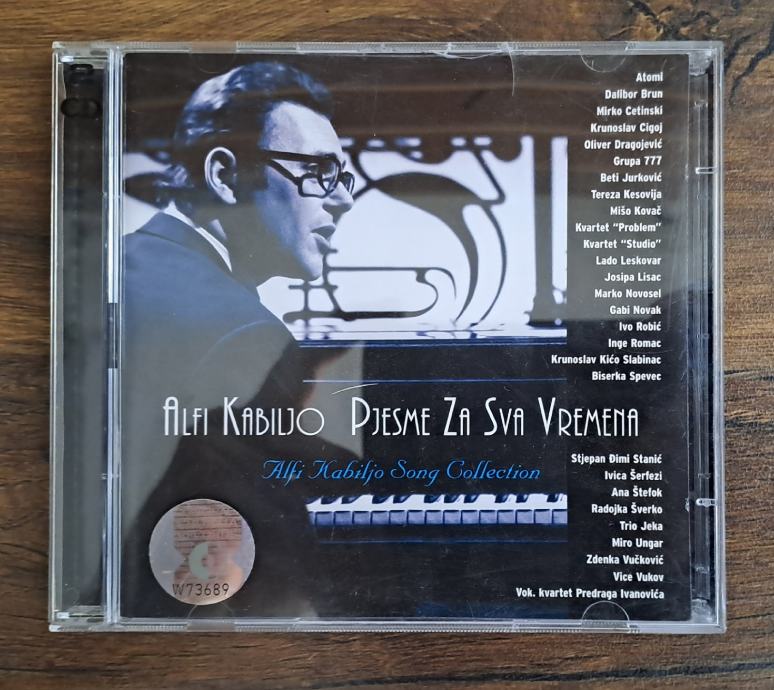 Atomi
Dalibor Brun
Mirko Cetinski
Krunoslav Cigoj
Oliver Dragojević
Grupa 777
Beti Jurković
Tereza Kesovija
Mišo Kovač
Kvartet "Problem"
Kvartet "Studio"
Lado Leskovar
Josipa Lisac
Marko Novosel
Gabi Novak
Ivo Robić
Inge Romac
Krunoslav Kićo Slabinac
Biserka Spevec
ALFI KABILJO PJESME ZA SVA VREMENA
Alfi Kabiljo Song Collection
Stjepan Đimi Stanić
Ivica Šerfezi
Ana Štefok
Radojka Šverko
Trio Jeka
Miro Ungar
Zdenka Vučković
Vice Vukov
Vok. kvartet Predraga Ivanovića
W73689